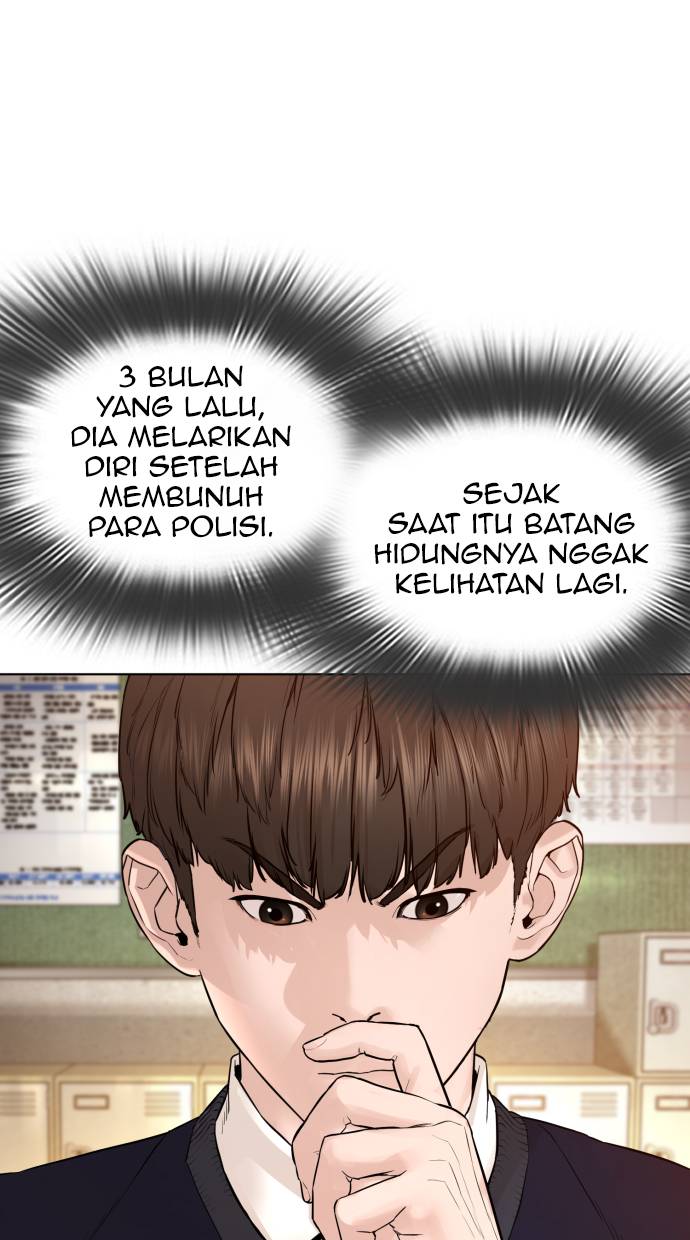 3 BULAN
YANG LALU,
DIA MELARIKAN
DIRI SETELAH
MEMBUNUH
PARA POLISI.
SEJAK
SAAT ITU BATANG
HIDUNGNYA NGGAK
KELIHATAN LAGI.